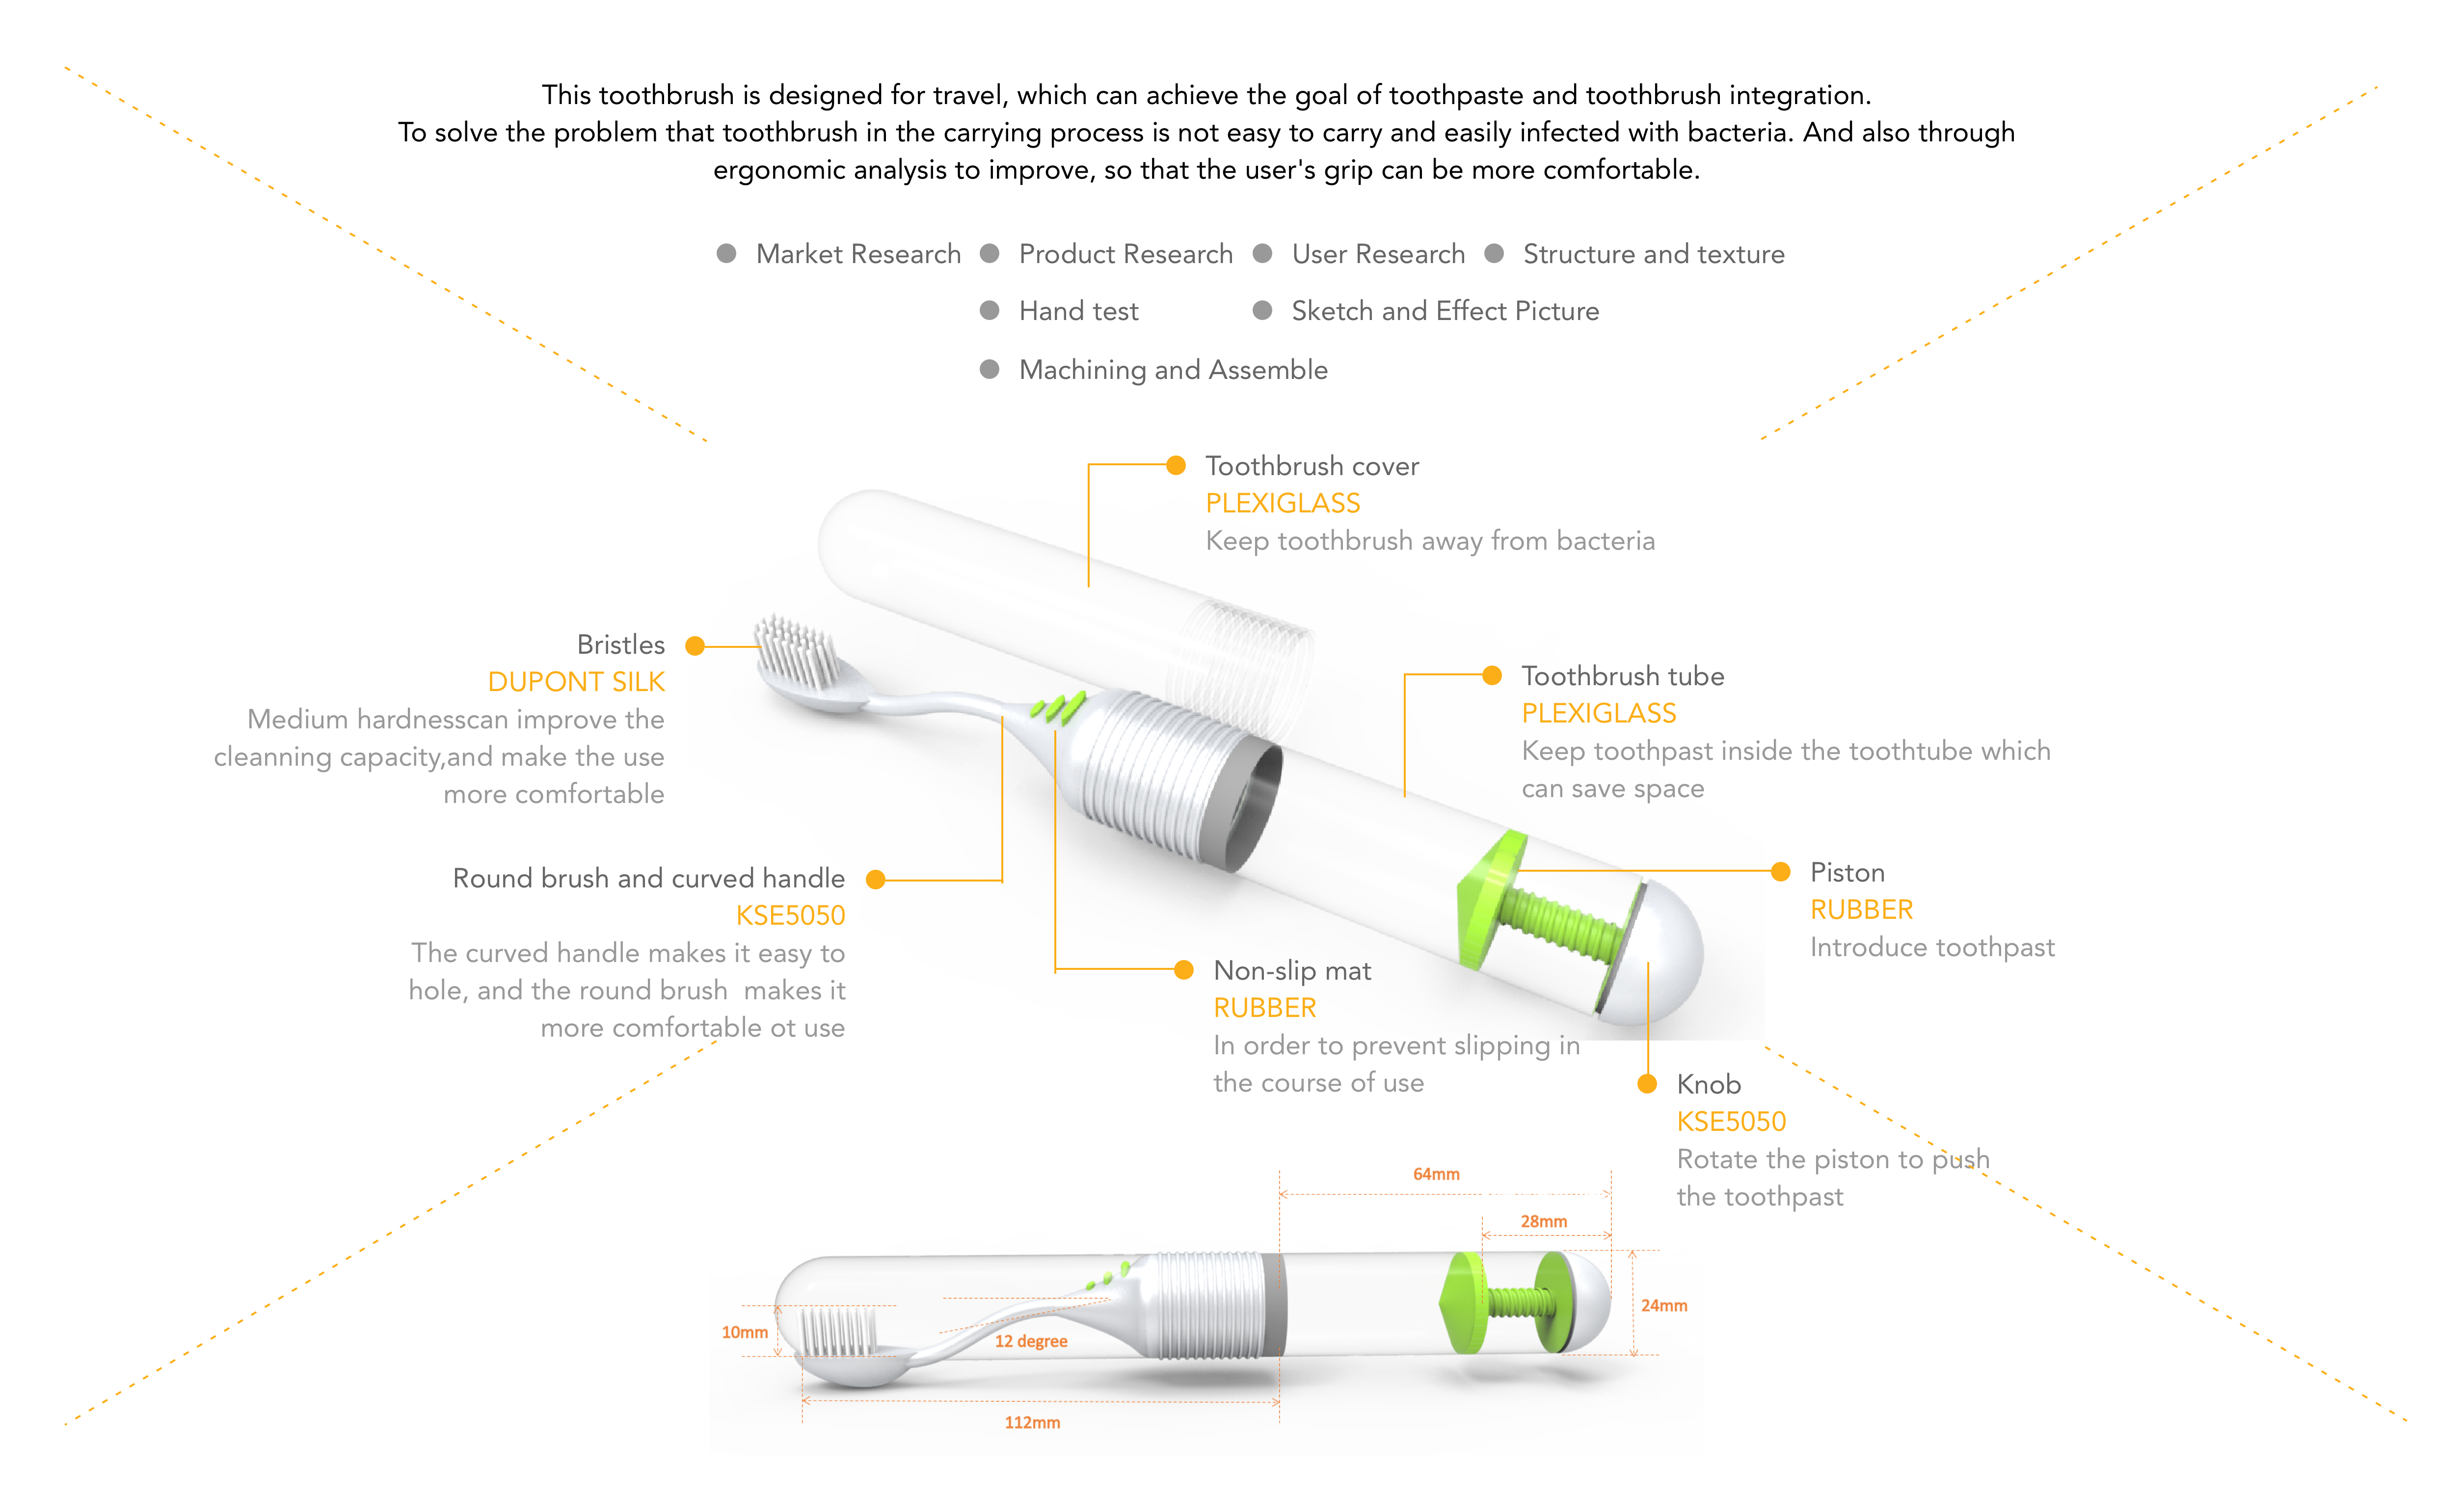 This toothbrush is designed for travel, which can achieve the goal of toothpaste and toothbrush integration.
To solve the problem that toothbrush in the carrying process is not easy to carry and easily infected with bacteria. And also through
ergonomic analysis to improve, so that the user's grip can be more comfortable.
Market Research Product Research User Research Structure and texture
Hand test Sketch and Effect Picture
Machining and Assemble
Toothbrush cover
PLEXIGLASS
Keep toothbrush away from bacteria
Bristles
DUPONT SILK
Medium hardnesscan improve the
cleanning capacity,and make the use
more comfortable
Toothbrush tube
PLEXIGLASS
Keep toothpast inside the toothtube which
can save space
Round brush and curved handle
KSE5050
The curved handle makes it easy to
hole, and the round brush makes it
more comfortable ot use
Piston
RUBBER
Introduce toothpast
Non-slip mat
RUBBER
In order to prevent slipping in
the course of use
Knob
KSE5050
Rotate the piston to push
the toothpast
64mm
28mm
24mm
10mm
12 degree
112mm